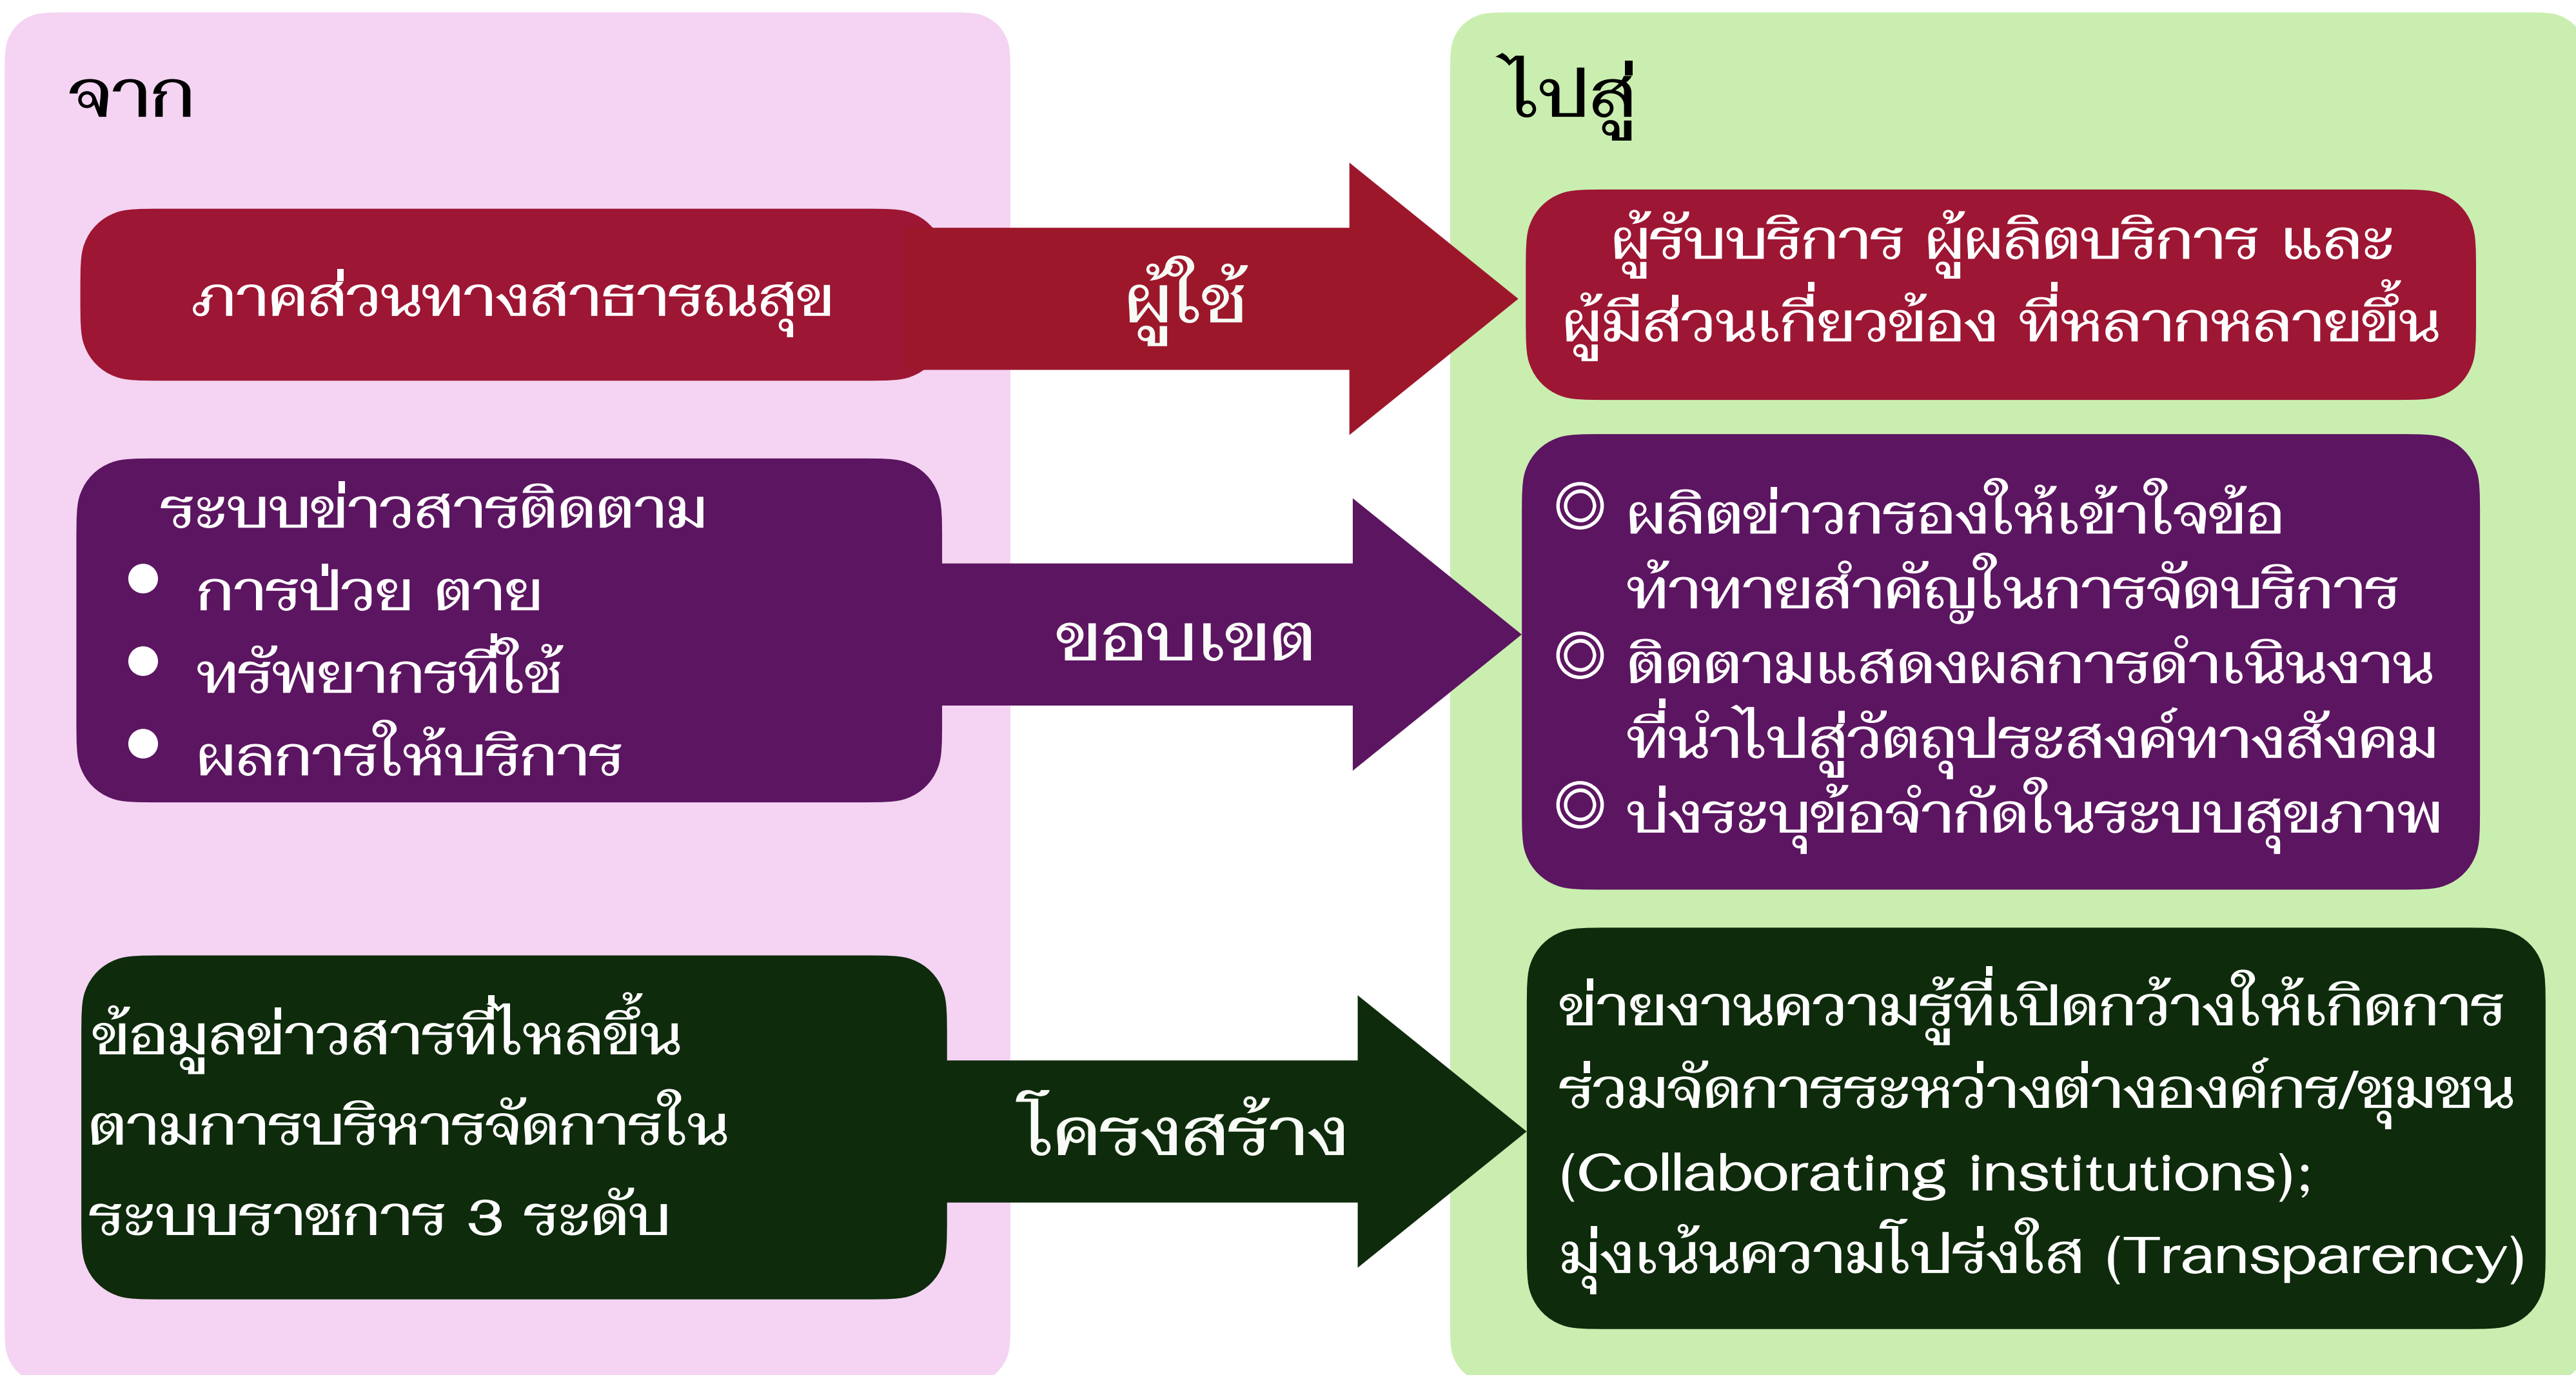 จาก
ไปสู่
ภาคส่วนทางสาธารณสุข
ผู้ใช้
ผู้รับบริการ ผู้ผลิตบริการ และ
ผู้มีส่วนเกี่ยวข้อง ที่หลากหลายขึ้น
ระบบข่าวสารติดตาม
• การป่วย ตาย
• ทรัพยากรที่ใช้
• ผลการให้บริการ
ขอบเขต
◎ ผลิตข่าวกรองให้เข้าใจข้อ
ท้าทายสำคัญในการจัดบริการ
◎ ติดตามแสดงผลการดำเนินงาน
ที่นำไปสู่วัตถุประสงค์ทางสังคม
◎ บ่งระบุข้อจำกัดในระบบสุขภาพ
ข้อมูลข่าวสารที่ไหลขึ้น
ตามการบริหารจัดการใน
ระบบราชการ 3 ระดับ
โครงสร้าง
ข่ายงานความรู้ที่เปิดกว้างให้เกิดการ
ร่วมจัดการระหว่างต่างองค์กร/ชุมชน
(Collaborating institutions);
มุ่งเน้นความโปร่งใส (Transparency)